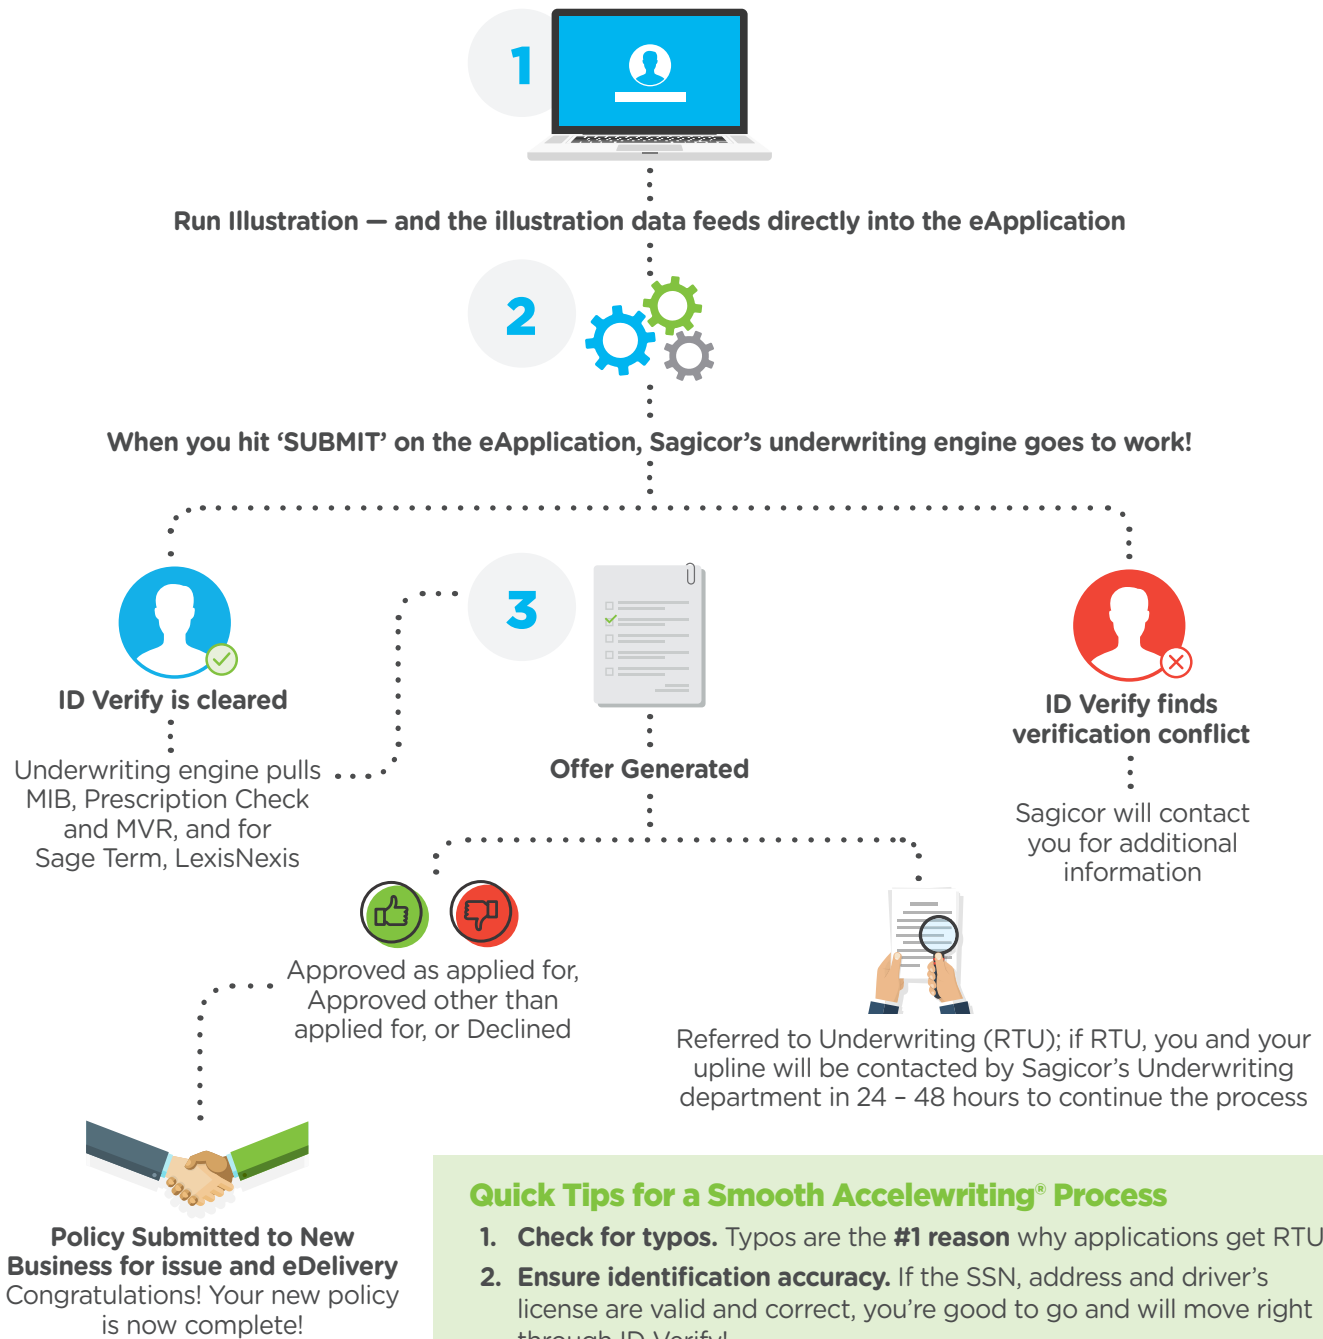 1
Run Illustration — and the illustration data feeds directly into the eApplication
2
When you hit ‘SUBMIT’ on the eApplication, Sagicor’s underwriting engine goes to work!
ID Verify is cleared
Underwriting engine pulls
MIB, Prescription Check
and MVR, and for
Sage Term, LexisNexis
3
Offer Generated
ID Verify finds
verification conflict
Sagicor will contact
you for additional
information
Approved as applied for,
Approved other than
applied for, or Declined
Referred to Underwriting (RTU); if RTU, you and your
upline will be contacted by Sagicor’s Underwriting
department in 24 – 48 hours to continue the process
Policy Submitted to New
Business for issue and eDelivery
Congratulations! Your new policy
is now complete!
Quick Tips for a Smooth Accelewriting® Process
1. Check for typos. Typos are the #1 reason why applications get RTU
2. Ensure identification accuracy. If the SSN, address and driver’s
license are valid and correct, you’re good to go and will move right
through ID Verify!